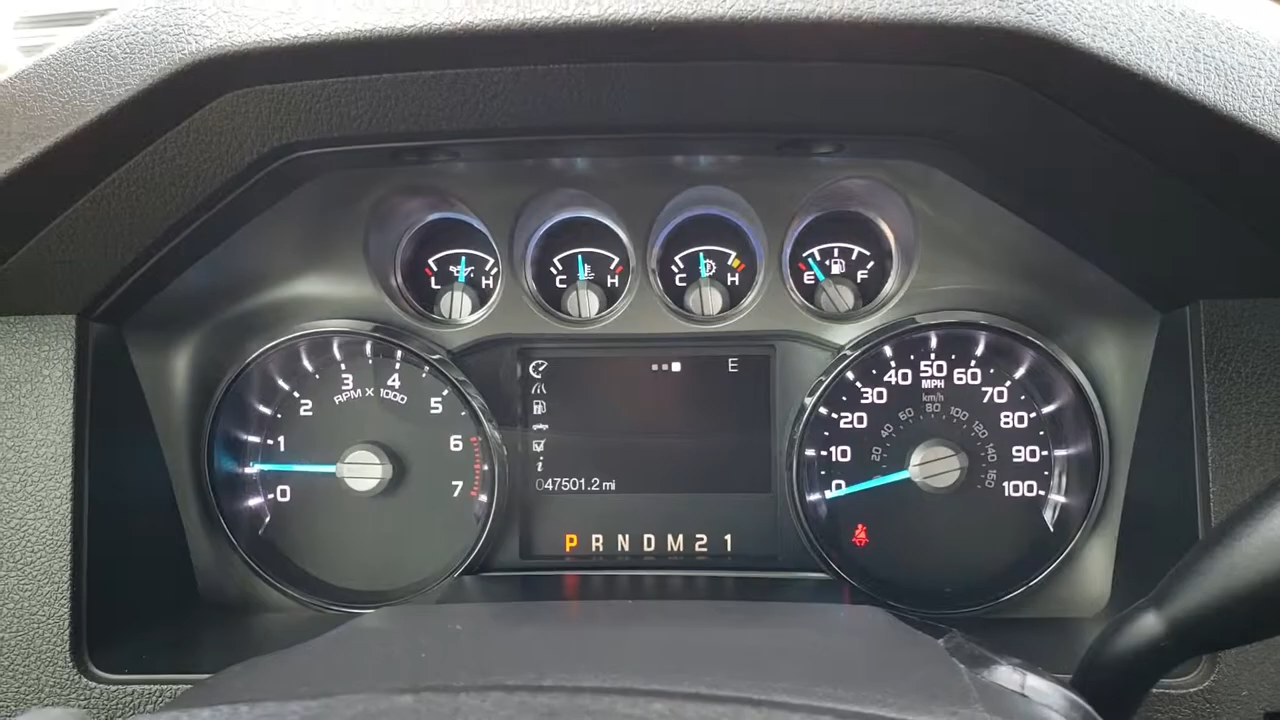 L H
C H
C H
E F
0 1 2 3 4 5 6 7
RPM X 1000
E
i
047501.2 mi
P R N D M 2 1
0 10 20 30 40 50 60 70 80 90 100
MPH
km/h
20 40 60 80 100 120 140 160